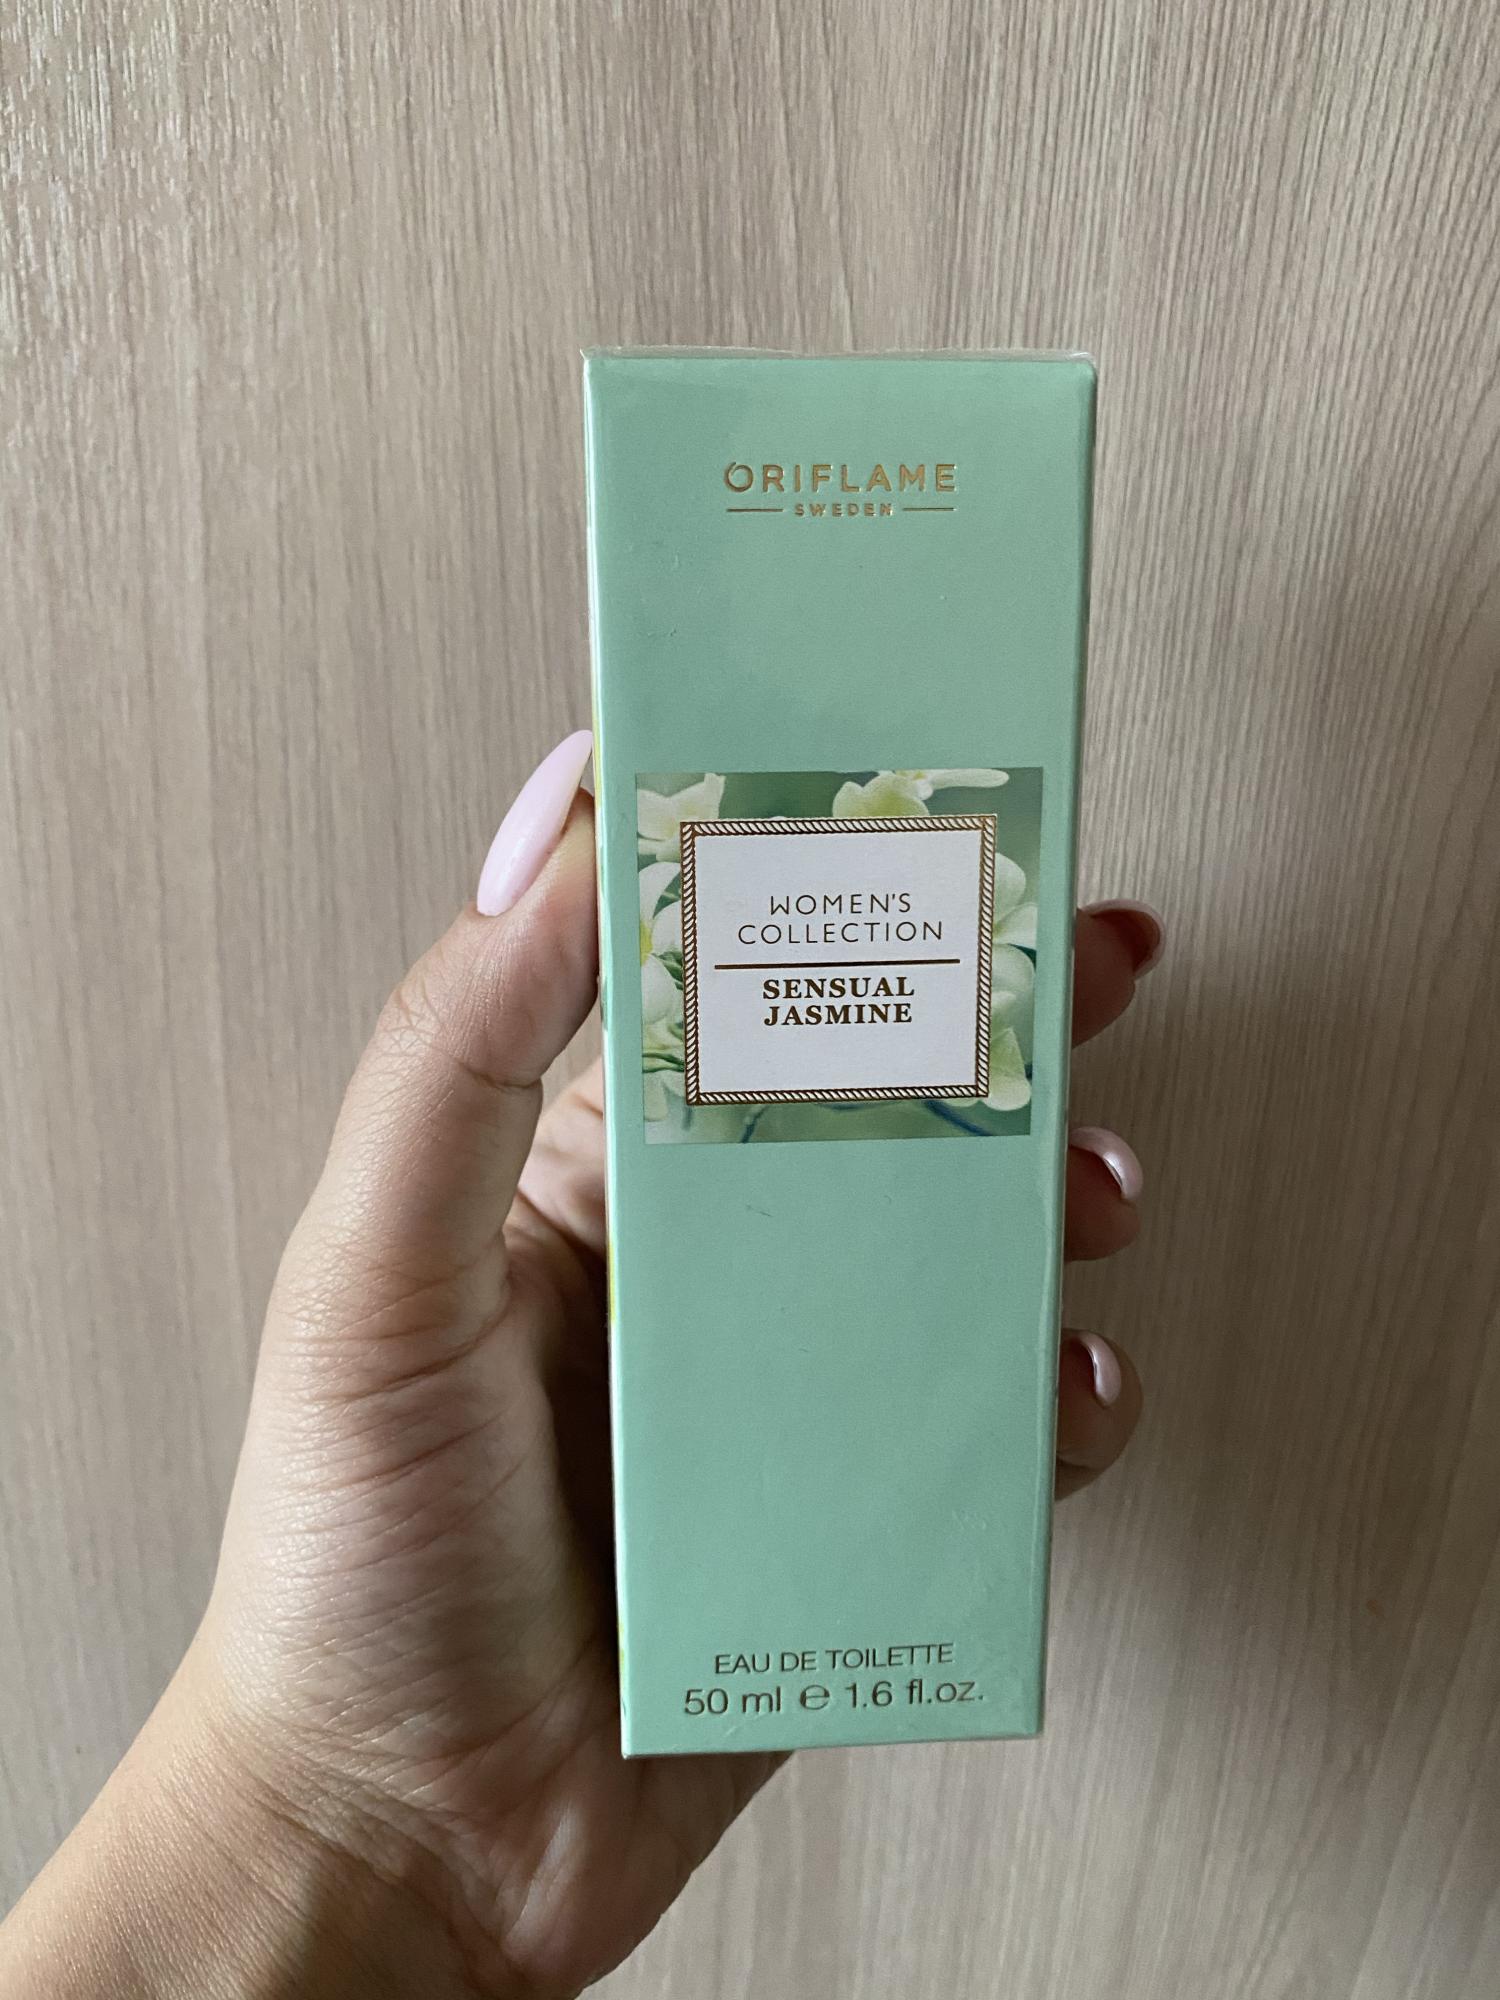 ORIFLAME
SWEDEN
WOMEN'S
COLLECTION
SENSUAL
JASMINE
EAU DE TOILETTE
50 ml ℮ 1.6 fl.oz.